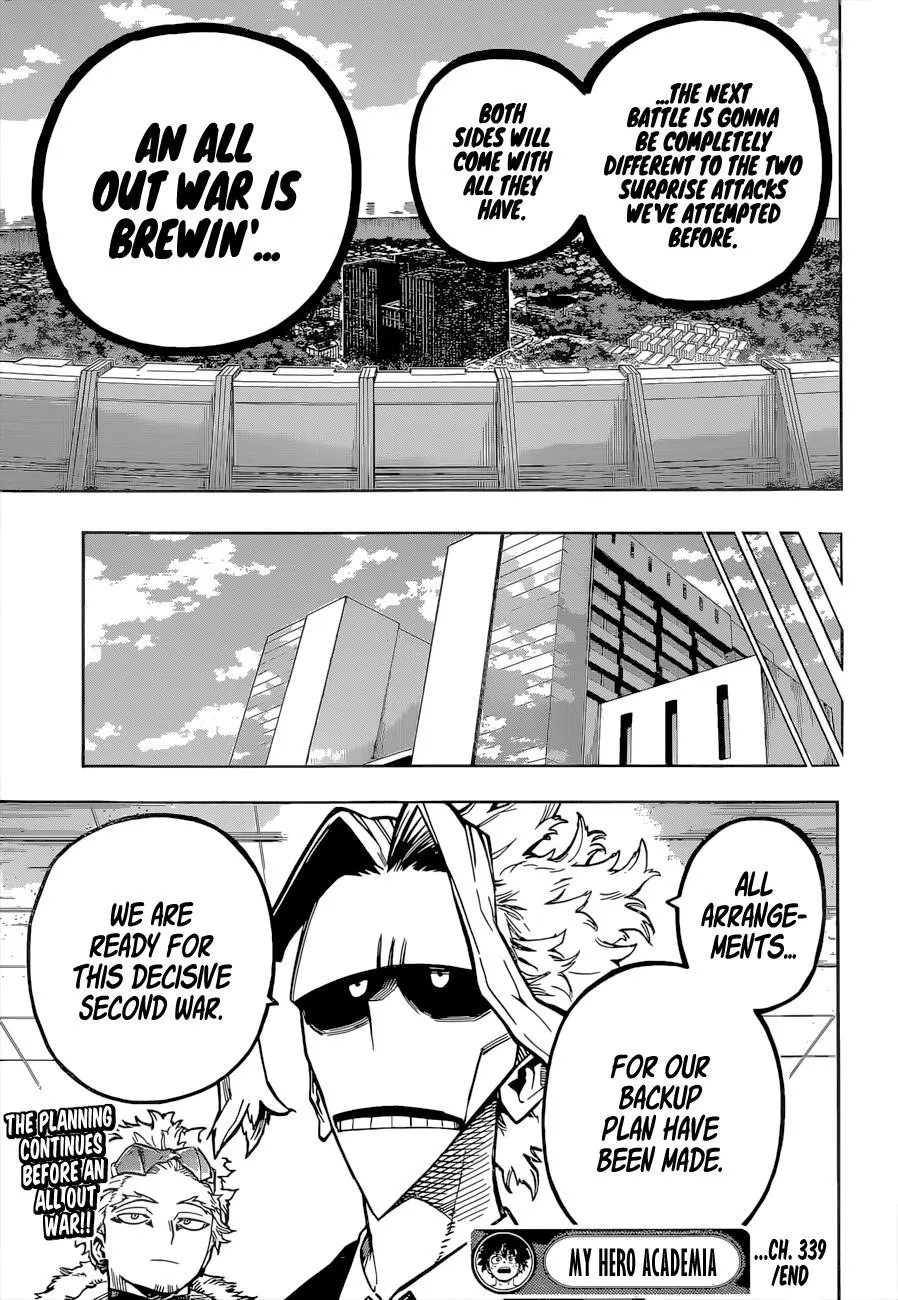 ...THE NEXT
BATTLE IS GONNA
BE COMPLETELY
DIFFERENT TO THE TWO
SURPRISE ATTACKS
WE'VE ATTEMPTED
BEFORE.
BOTH
SIDES WILL
COME WITH
ALL THEY
HAVE.
AN ALL
OUT WAR IS
BREWIN'...
ALL
ARRANGE-
MENTS...
FOR OUR
BACKUP
PLAN HAVE
BEEN MADE.
WE ARE
READY FOR
THIS DECISIVE
SECOND WAR.
THE PLANNING
CONTINUES
BEFORE AN
ALL OUT
WAR!!
MY HERO ACADEMIA
...CH. 339
/END